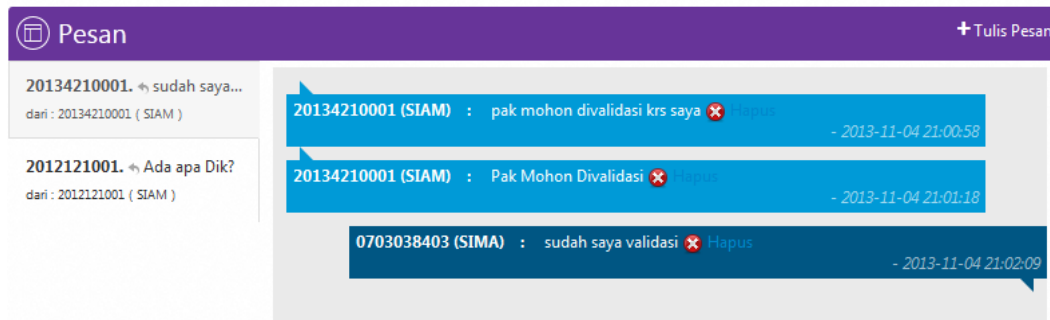 Pesan
+ Tulis Pesan
20134210001. sudah saya...
dari : 20134210001 ( SIAM )
2012121001. Ada apa Dik?
dari : 2012121001 ( SIAM )
20134210001 (SIAM) : pak mohon divalidasi krs saya Hapus
- 2013-11-04 21:00:58
20134210001 (SIAM) : Pak Mohon Divalidasi Hapus
- 2013-11-04 21:01:18
0703038403 (SIMA) : sudah saya validasi Hapus
- 2013-11-04 21:02:09